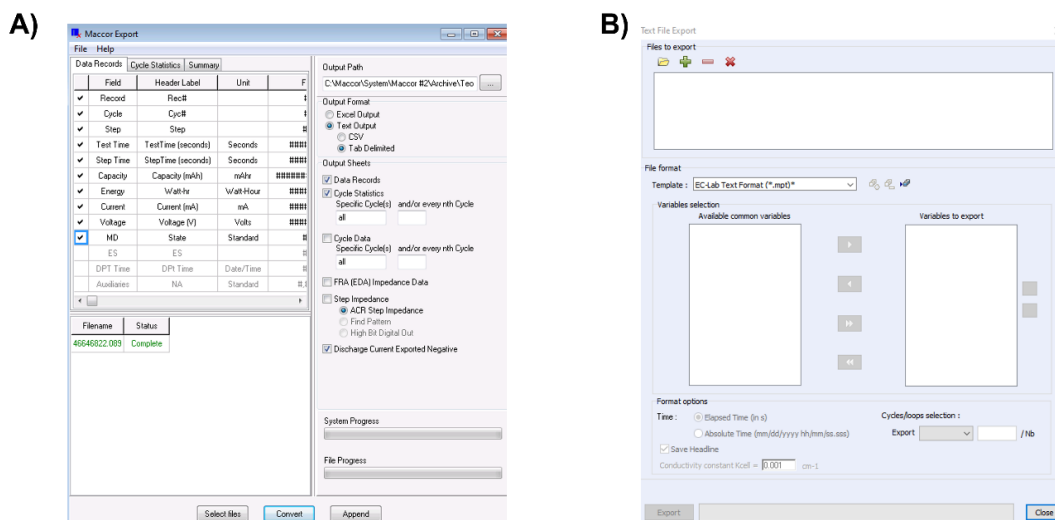 A)
Maccor Export
File Help
Data Records Cycle Statistics Summary
Field Header Label Unit F
Record Rec#
Cycle Cyc#
Step Step #
Test Time TestTime (seconds) Seconds ####
Step Time StepTime (seconds) Seconds ####
Capacity Capacity (mAh) mAhr ######
Energy Watt-hr Watt-Hour ####
Current Current (mA) mA ####
Voltage Voltage (V) Volts ####
MD State Standard #
ES ES
DPT Time DPt Time Date/Time
Auxiliaries NA Standard
Filename Status
46646822.089 Complete
Output Path
C:\Maccor\System\Maccor #2\Archive\Teo ...
Output Format
Excel Output
Text Output
CSV
Tab Delimited
Output Sheets
Data Records
Cycle Statistics
Specific Cycle(s) and/or every nth Cycle
all
Cycle Data
Specific Cycle(s) and/or every nth Cycle
all
FRA (EDA) Impedance Data
Step Impedance
ACR Step Impedance
Find Pattern
High Bit Digital Out
Discharge Current Exported Negative
System Progress
File Progress
Select files Convert Append
B)
Text File Export
Files to export
File format
Template : EC-Lab Text Format (*.mpt)*
Variables selection
Available common variables Variables to export
Format options
Time : Elapsed Time (in s)
Absolute Time (mm/dd/yyyy hh/mm/ss.sss)
Save Headline
Conductivity constant Kcell = 0.001 cm-1
Cycles/loops selection :
Export / Nb
Export Close